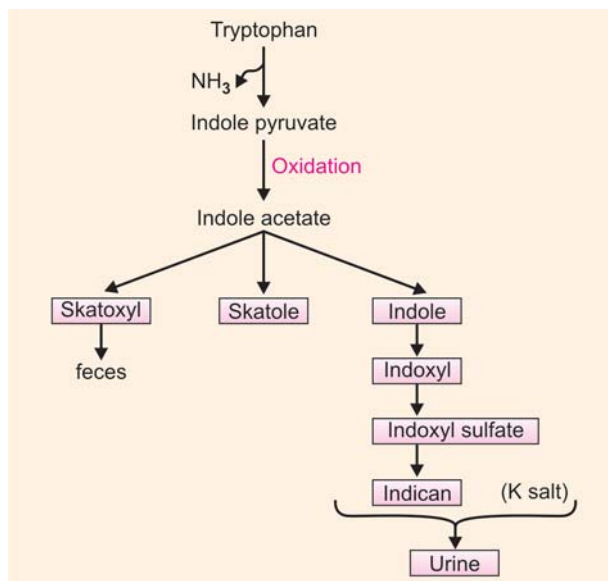 Tryptophan
NH3
Indole pyruvate
Oxidation
Indole acetate
Skatoxyl Skatole Indole
feces Indoxyl
Indoxyl sulfate
Indican (K salt)
Urine